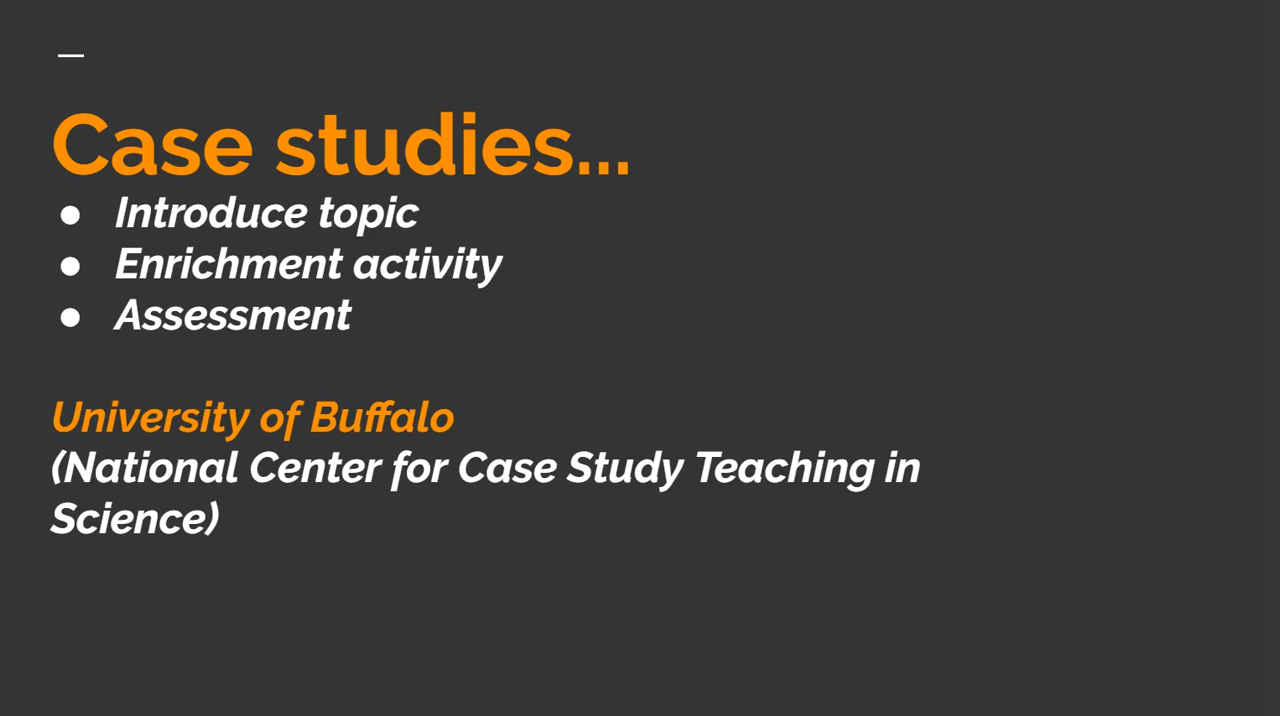 Case studies...
● Introduce topic
● Enrichment activity
● Assessment
University of Buffalo
(National Center for Case Study Teaching in
Science)